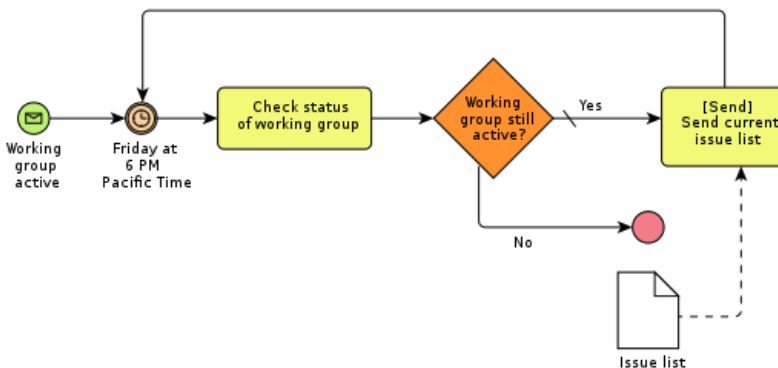 Working
group
active
Friday at
6 PM
Pacific Time
Check status
of working group
Working
group still
active?
Yes
No
[Send]
Send current
issue list
Issue list